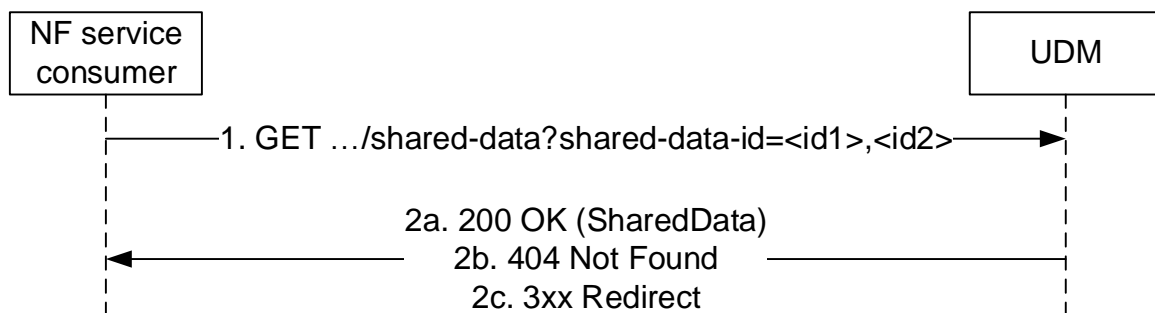 NF service
consumer
UDM
1. GET …/shared-data?shared-data-id=<id1>,<id2>
2a. 200 OK (SharedData)
2b. 404 Not Found
2c. 3xx Redirect